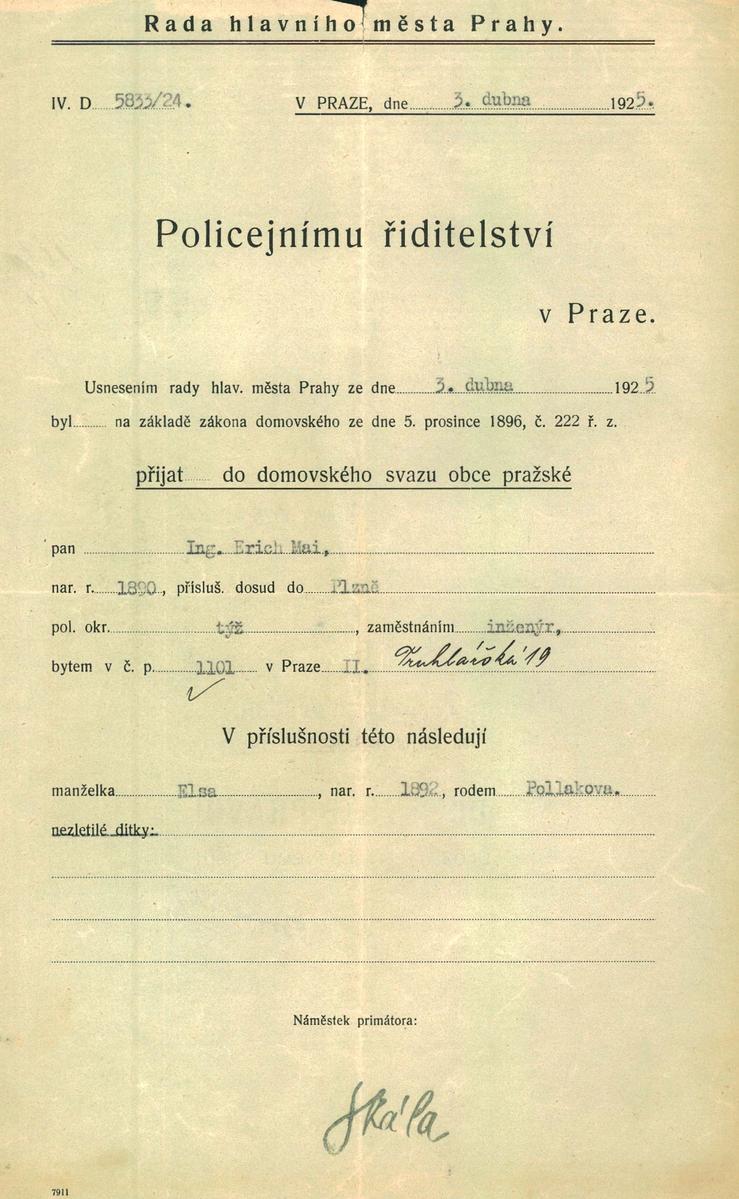 Rada hlavního města Prahy.
IV. D 5833/24. V PRAZE, dne 3. dubna 1925.
Policejnímu řiditelství
v Praze.
Usnesením rady hlav. města Prahy ze dne 3. dubna 1925
byl na základě zákona domovského ze dne 5. prosince 1896, č. 222 ř. z.
přijat do domovského svazu obce pražské
pan Ing. Erich Mai,
nar. r. 1890, přísluš. dosud do Plzně
pol. okr. týž, zaměstnáním inženýr,
bytem v č. p. 1101 v Praze II. Truhlářská 19
V příslušnosti této následují
manželka Elsa, nar. r. 1892, rodem Pollakova.
nezletilé dítky:
Náměstek primátora:
Skála
7911